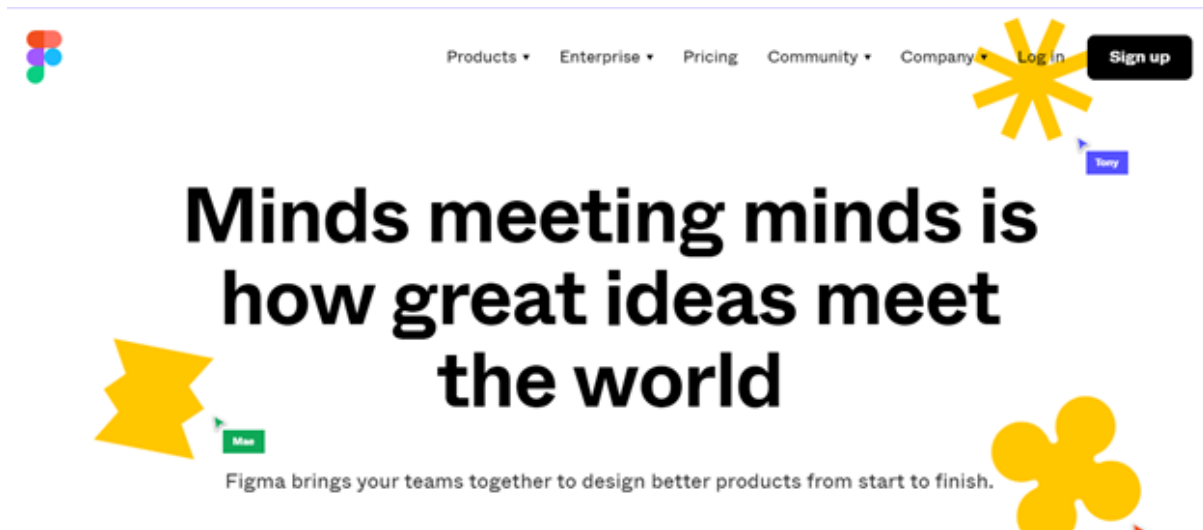 Products Enterprise Pricing Community Company Log in Sign up
Tony
Minds meeting minds is
how great ideas meet
the world
Mae
Figma brings your teams together to design better products from start to finish.